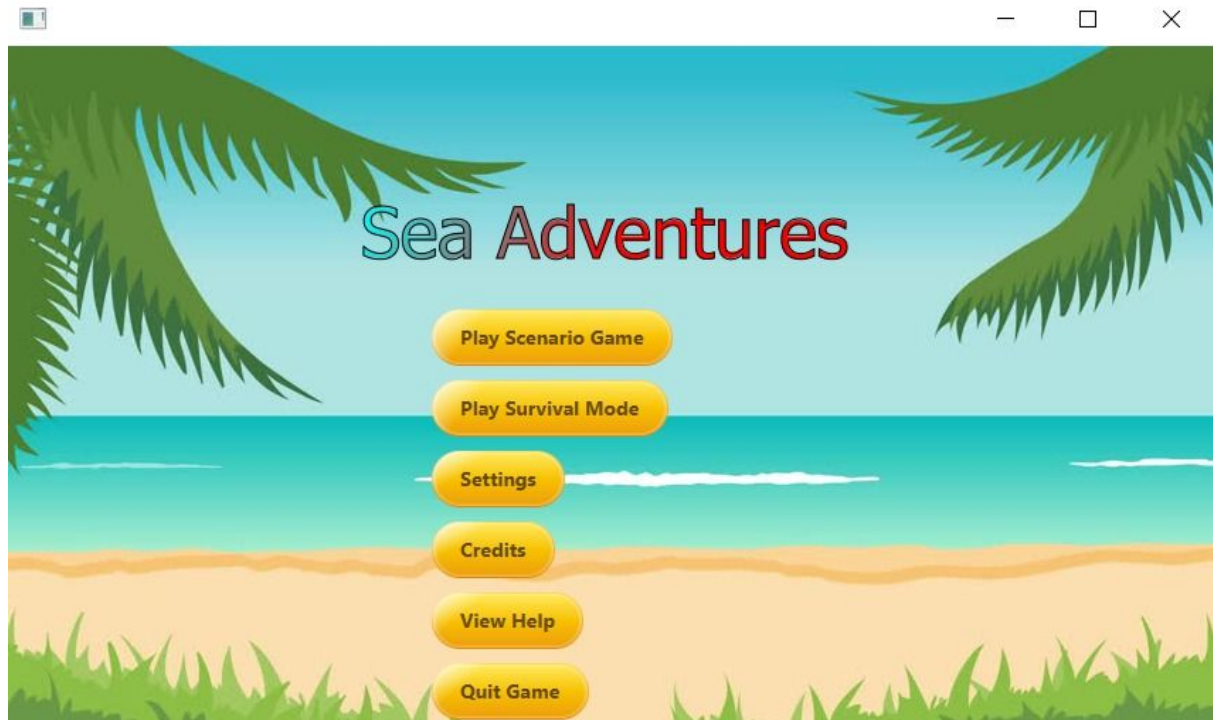 Sea Adventures
Play Scenario Game
Play Survival Mode
Settings
Credits
View Help
Quit Game